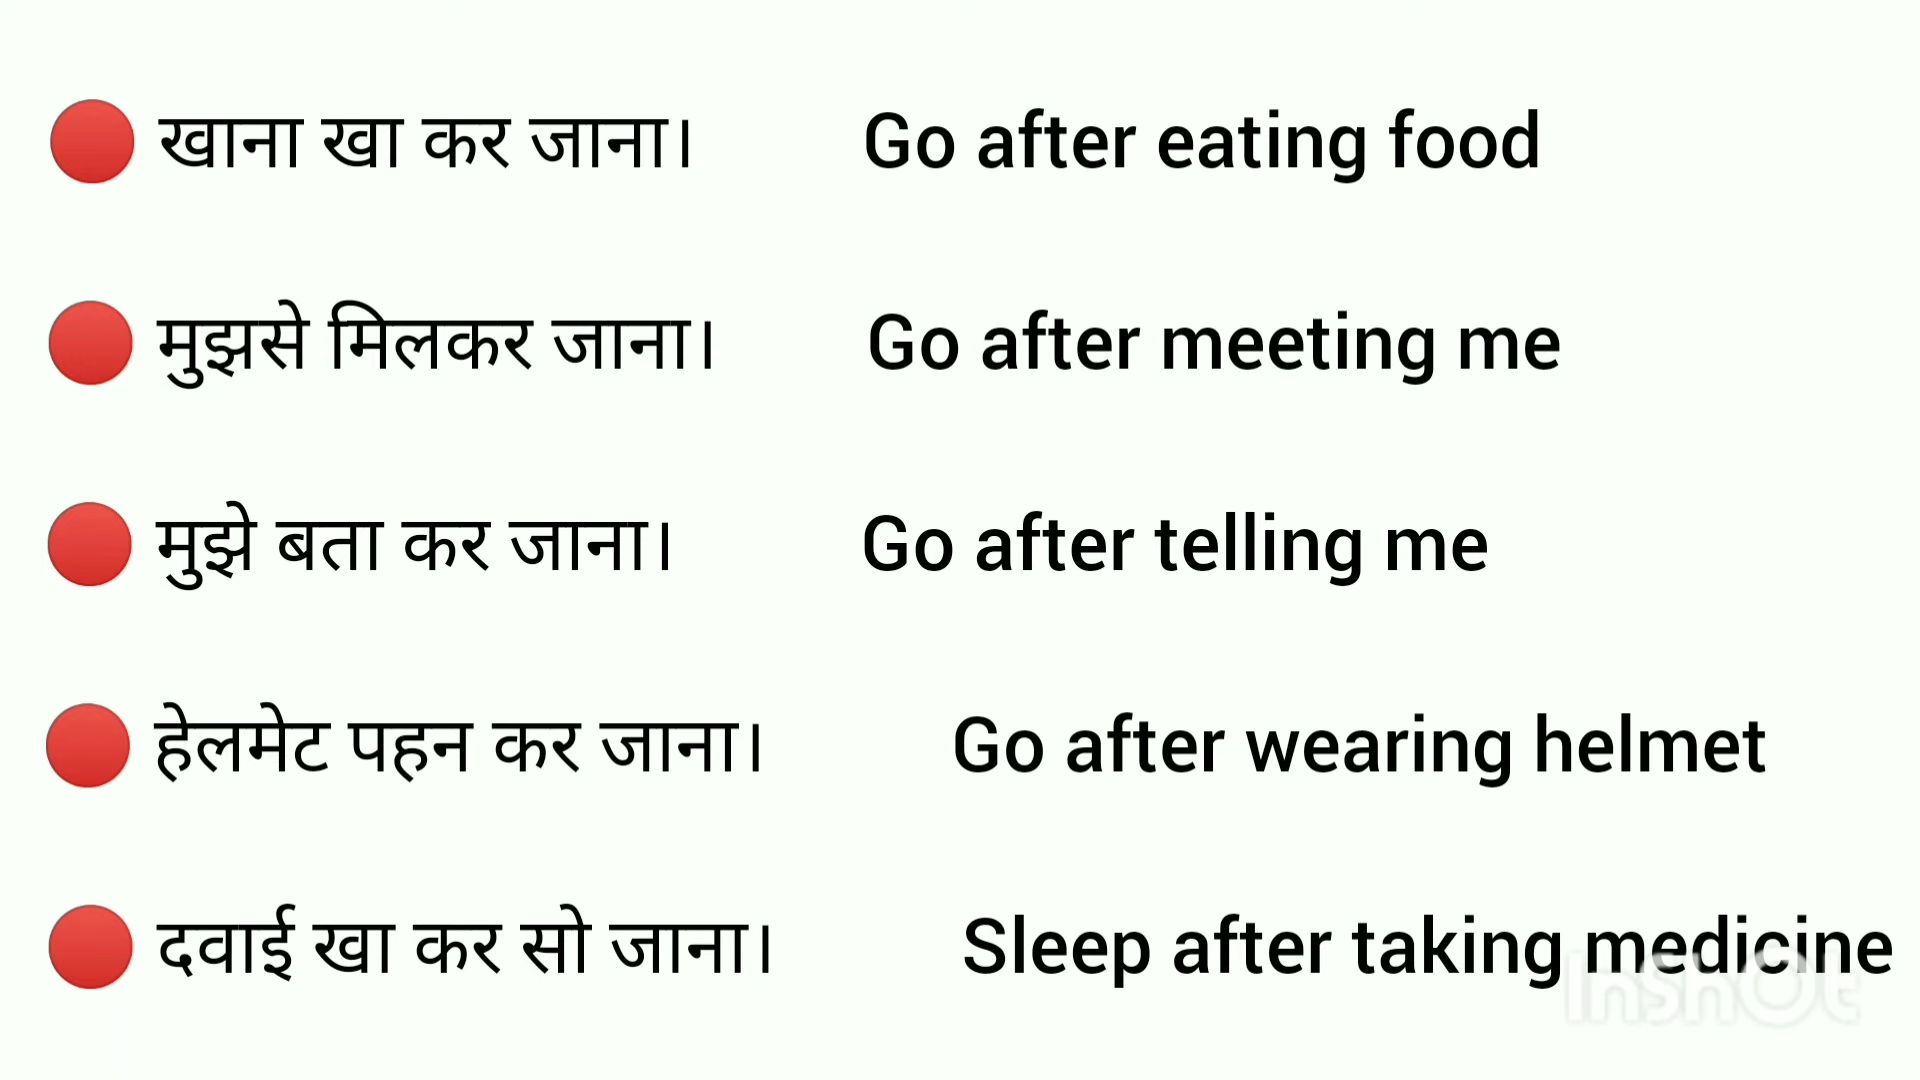 खाना खा कर जाना। Go after eating food
मुझसे मिलकर जाना। Go after meeting me
मुझे बता कर जाना। Go after telling me
हेलमेट पहन कर जाना। Go after wearing helmet
दवाई खा कर सो जाना। Sleep after taking medicine
InShOt